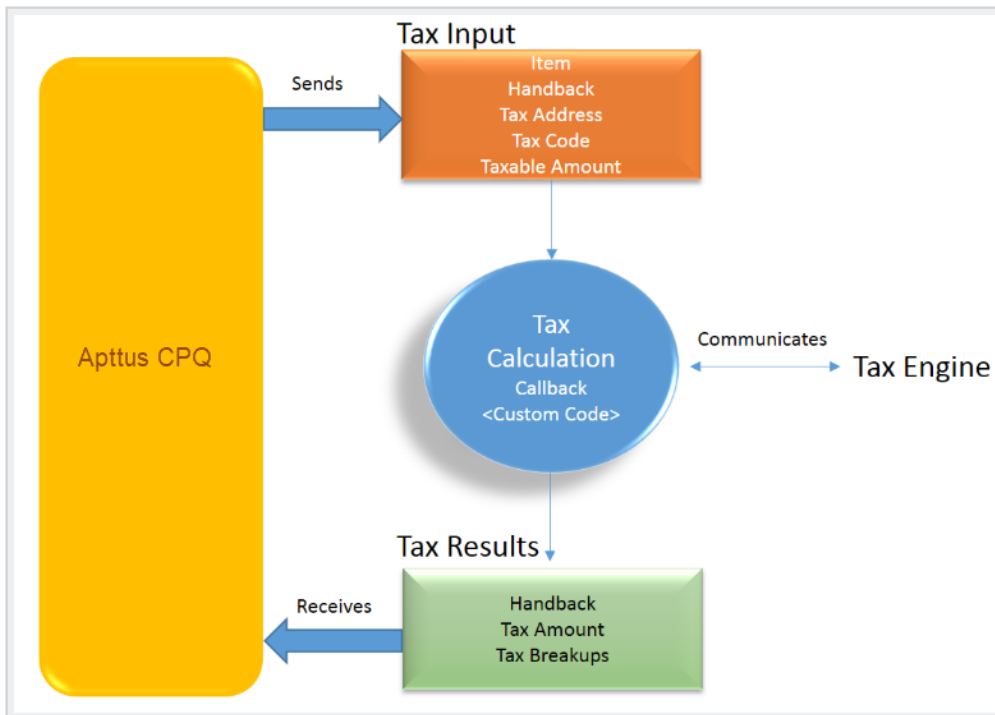 Tax Input
Sends
Item
Handback
Tax Address
Tax Code
Taxable Amount
Apttus CPQ
Tax
Calculation
Callback
<Custom Code>
Communicates
Tax Engine
Tax Results
Receives
Handback
Tax Amount
Tax Breakups